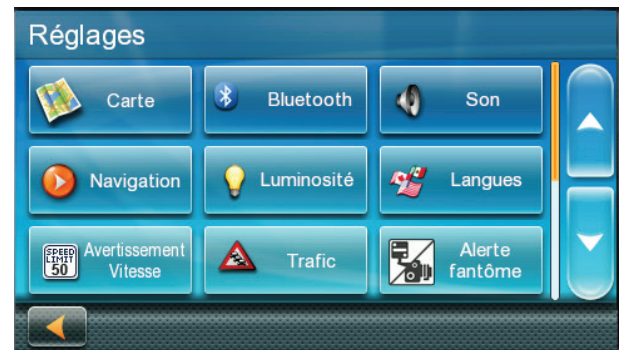 Réglages
Carte
Bluetooth
Son
Navigation
Luminosité
Langues
SPEED
LIMIT
50
Avertissement
Vitesse
Trafic
Alerte
fantôme